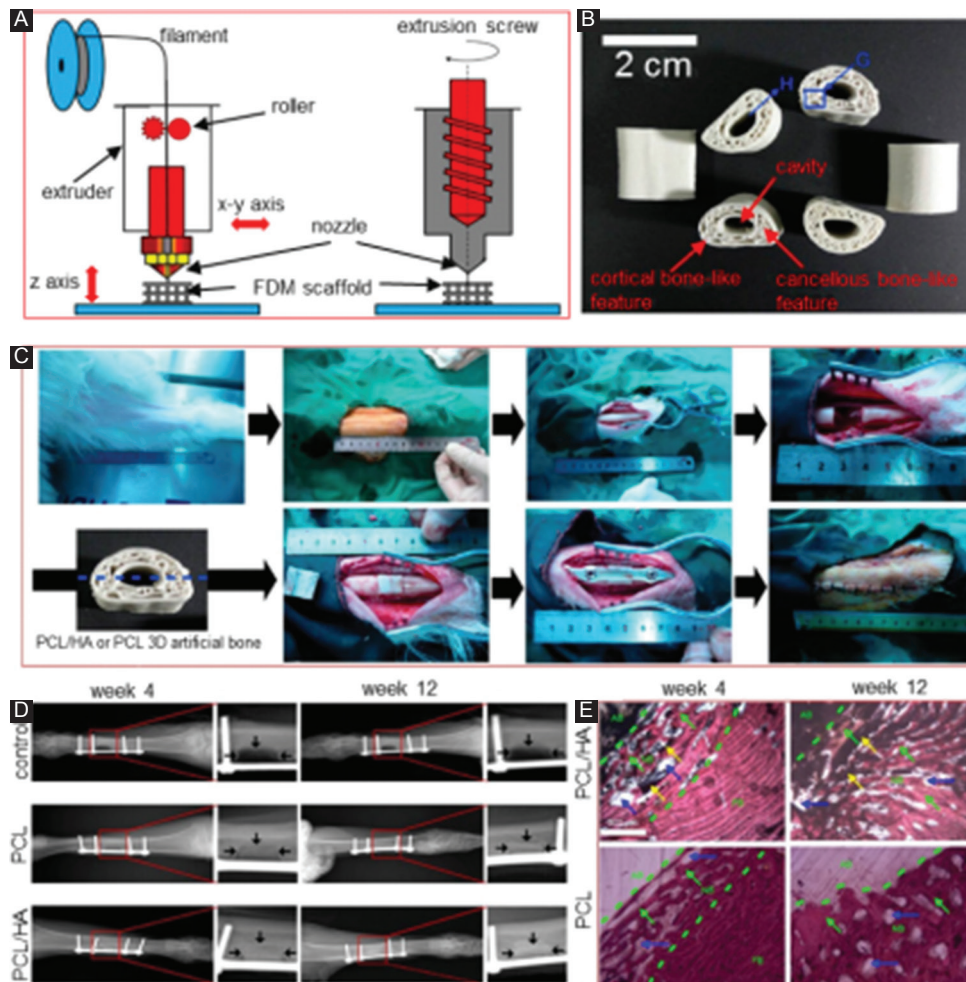 A
filament
roller
extruder
x-y axis
nozzle
z axis
FDM scaffold
extrusion screw
B
2 cm
H
G
cavity
cortical bone-like
feature
cancellous bone-like
feature
C
PCL/HA or PCL 3D artificial bone
D
week 4
week 12
contro
PCL
PCL/HA
E
week 4
week 12
PCL/HA
PCL